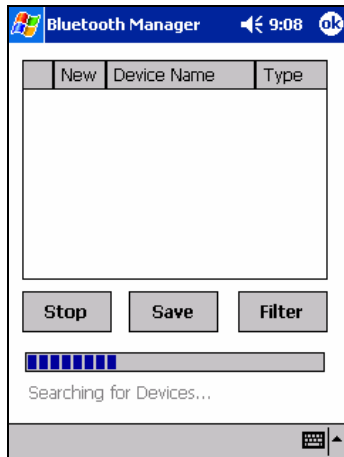 Bluetooth Manager 9:08 ok
New Device Name Type
Stop Save Filter
Searching for Devices...